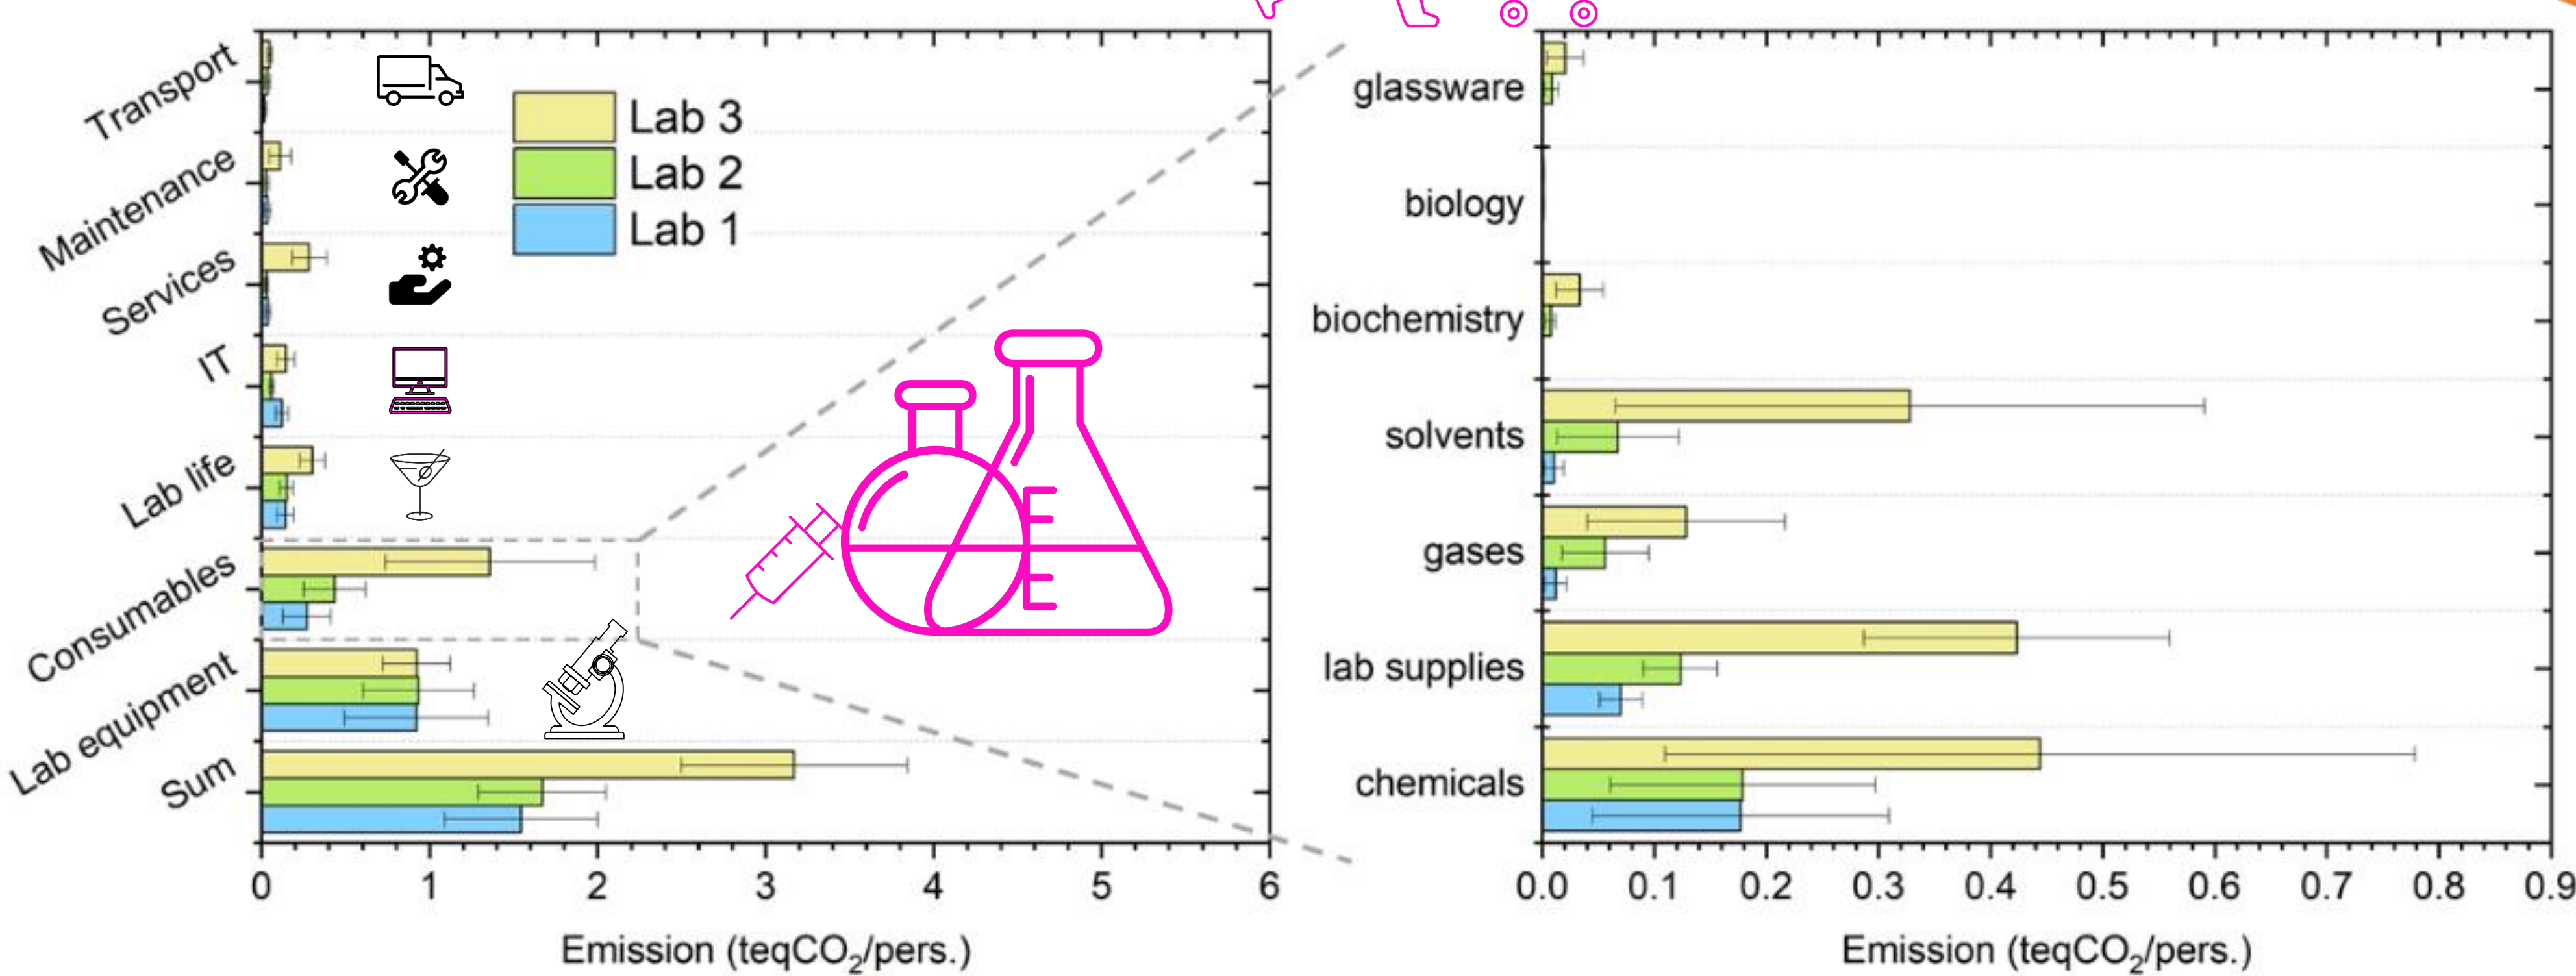 Transport
Maintenance
Services
IT
Lab life
Consumables
Lab equipment
Sum
Lab 3
Lab 2
Lab 1
0 1 2 3 4 5 6
Emission (teqCO₂/pers.)
glassware
biology
biochemistry
solvents
gases
lab supplies
chemicals
0.0 0.1 0.2 0.3 0.4 0.5 0.6 0.7 0.8 0.9
Emission (teqCO₂/pers.)